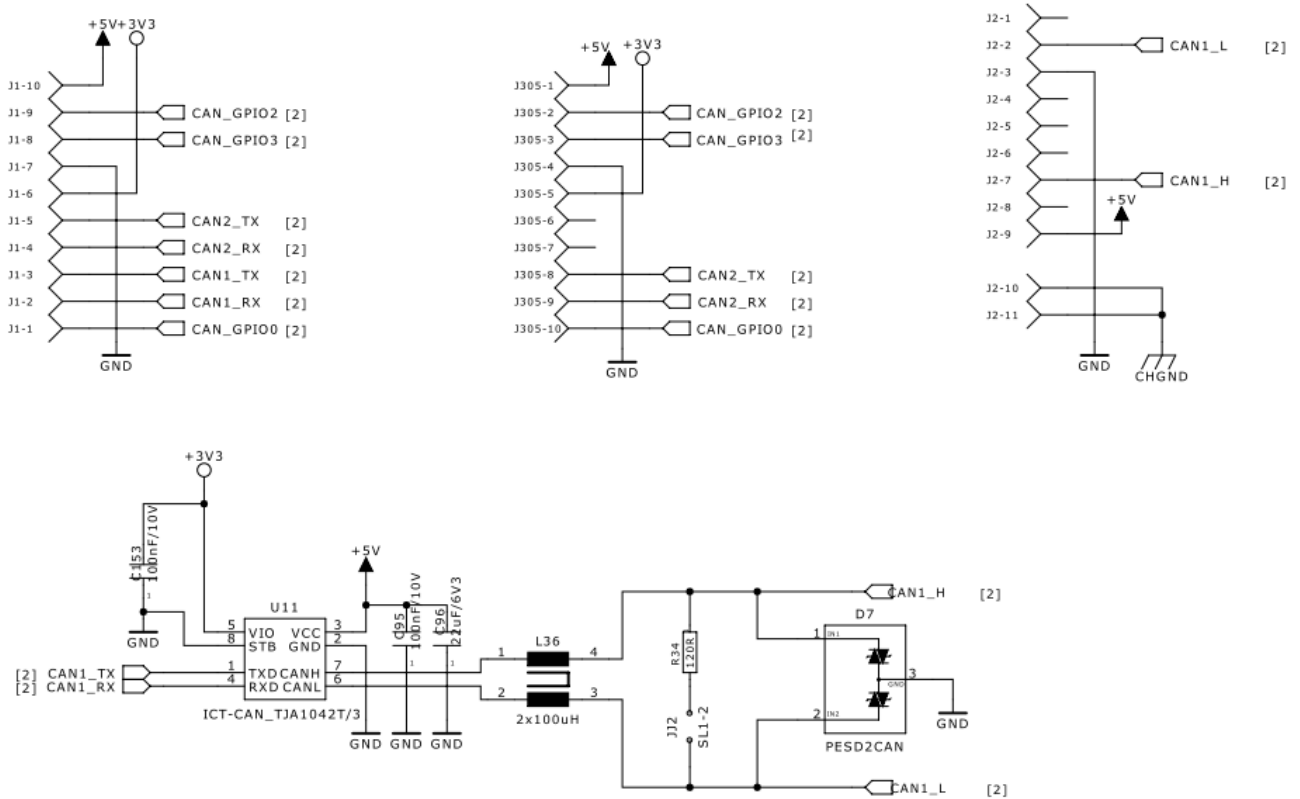 +5V +3V3
J1-10
J1-9 CAN_GPIO2 [2]
J1-8 CAN_GPIO3 [2]
J1-7
J1-6
J1-5 CAN2_TX [2]
J1-4 CAN2_RX [2]
J1-3 CAN1_TX [2]
J1-2 CAN1_RX [2]
J1-1 CAN_GPIO0 [2]
GND
+5V +3V3
J305-1
J305-2 CAN_GPIO2 [2]
J305-3 CAN_GPIO3 [2]
J305-4
J305-5
J305-6
J305-7
J305-8 CAN2_TX [2]
J305-9 CAN2_RX [2]
J305-10 CAN_GPIO0 [2]
GND
J2-1
J2-2 CAN1_L [2]
J2-3
J2-4
J2-5
J2-6
J2-7 CAN1_H [2]
J2-8 +5V
J2-9
J2-10
J2-11
GND CHGND
+3V3
C153
100nF/10V
1
GND
+5V
C95
100nF/10V
1
C96
22uF/6V3
1
U11
5 VIO VCC 3
8 STB GND 2
[2] CAN1_TX 1 TXD CANH 7
[2] CAN1_RX 4 RXD CANL 6
ICT-CAN_TJA1042T/3
GND GND GND
L36
1 4
2 3
2x100uH
R34
120R
JJ2
SL1-2
CAN1_H [2]
D7
1 IN1
GND 3
2 IN2
PESD2CAN
GND
CAN1_L [2]